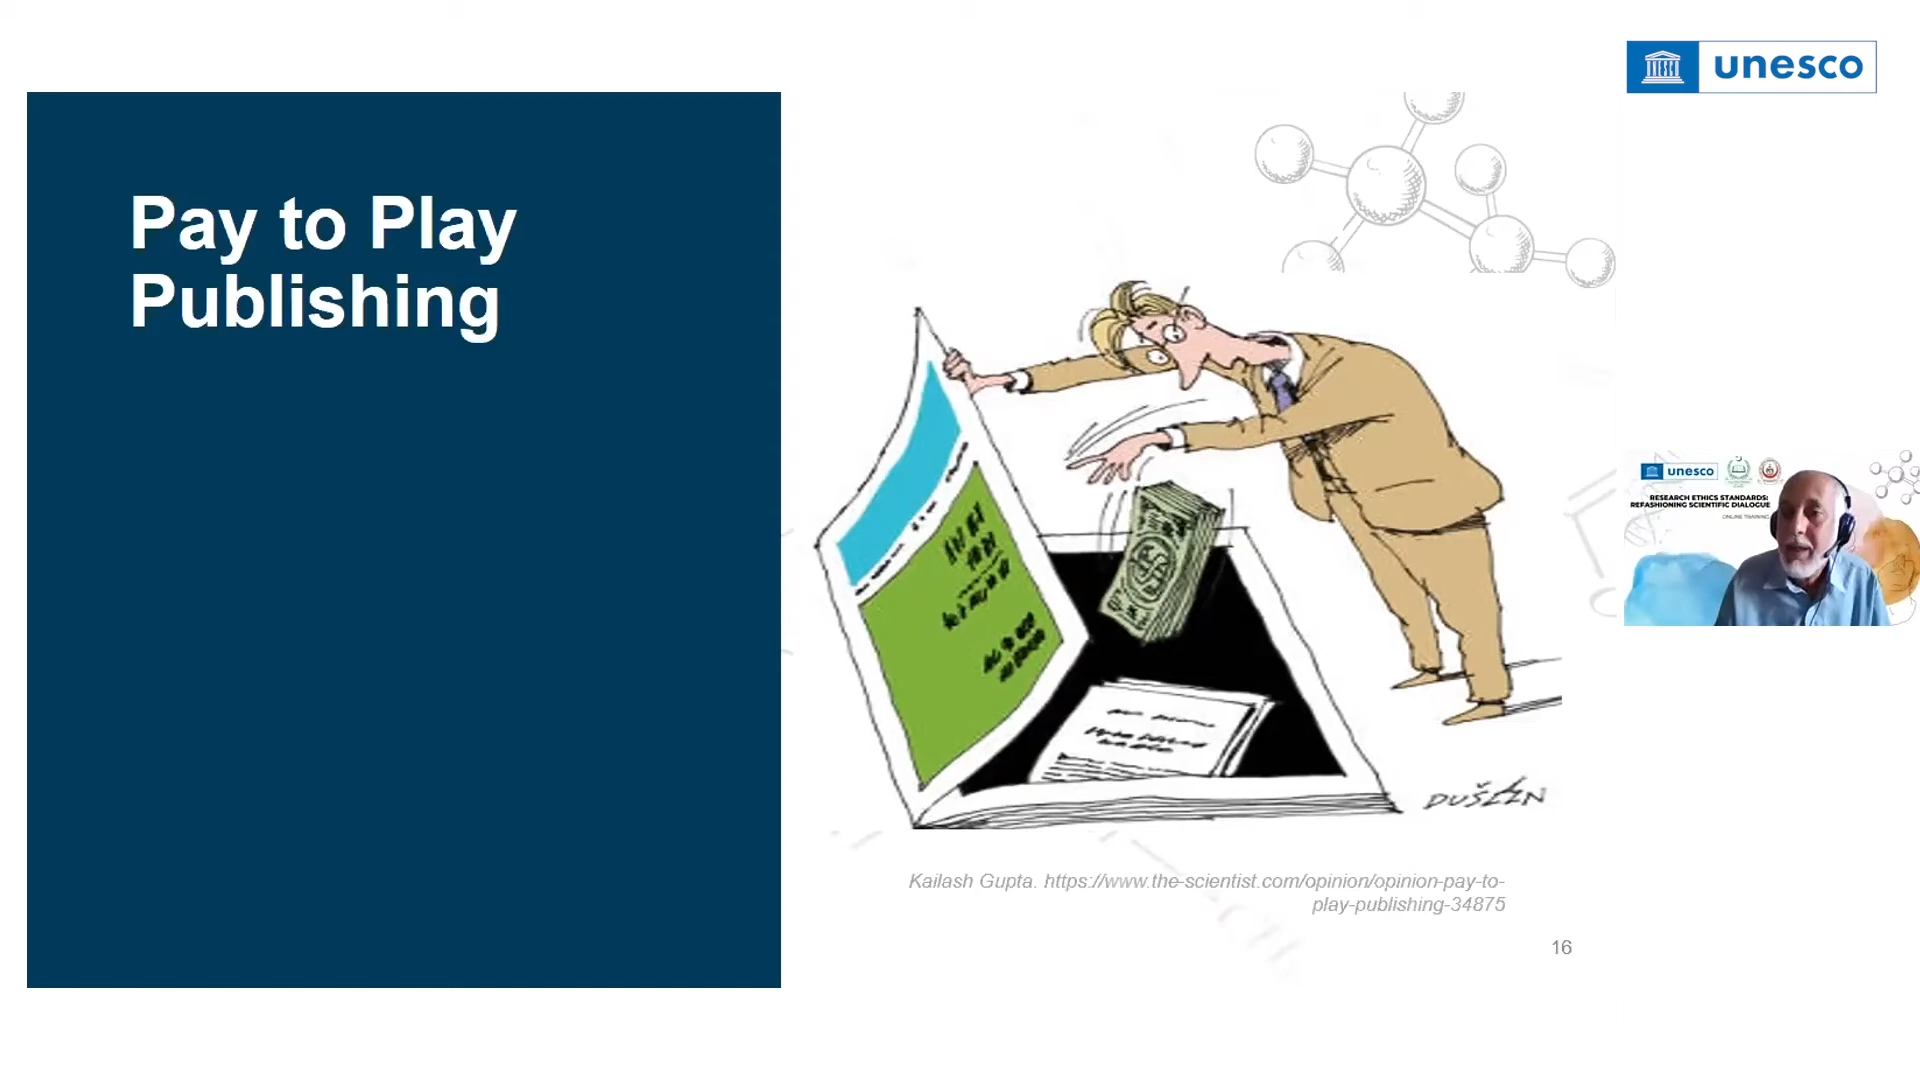 unesco
Pay to Play
Publishing
unesco
RESEARCH ETHICS STANDARDS:
REFASHIONING SCIENTIFIC DIALOGUE
ONLINE TRAINING
Kailash Gupta. https://www.the-scientist.com/opinion/opinion-pay-to-
play-publishing-34875
16